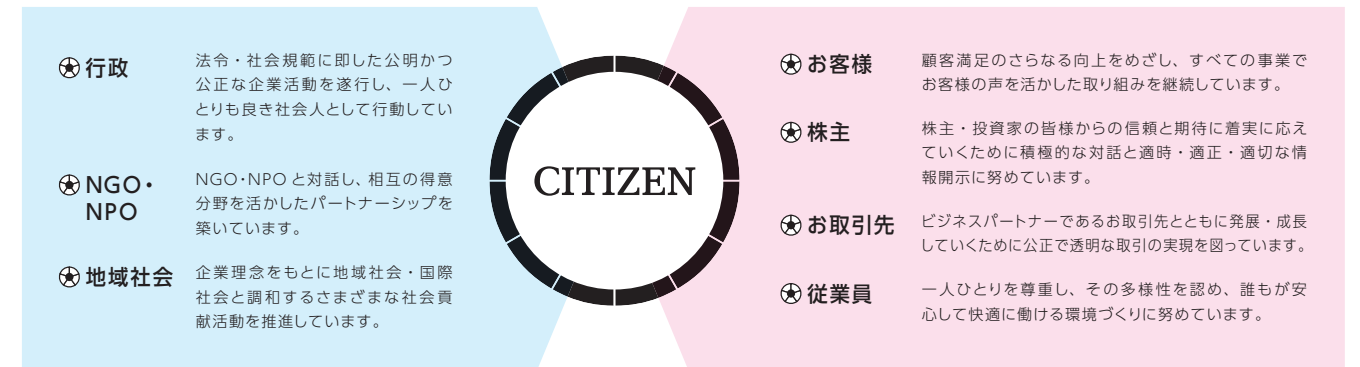 行政
法令・社会規範に即した公明かつ
公正な企業活動を遂行し、一人ひ
とりも良き社会人として行動してい
ます。
NGO・
NPO
NGO・NPO と対話し、相互の得意
分野を活かしたパートナーシップを
築いています。
地域社会
企業理念をもとに地域社会・国際
社会と調和するさまざまな社会貢
献活動を推進しています。
CITIZEN
お客様
顧客満足のさらなる向上をめざし、すべての事業で
お客様の声を活かした取り組みを継続しています。
株主
株主・投資家の皆様からの信頼と期待に着実に応え
ていくために積極的な対話と適時・適正・適切な情
報開示に努めています。
お取引先
ビジネスパートナーであるお取引先とともに発展・成長
していくために公正で透明な取引の実現を図っています。
従業員
一人ひとりを尊重し、その多様性を認め、誰もが安
心して快適に働ける環境づくりに努めています。